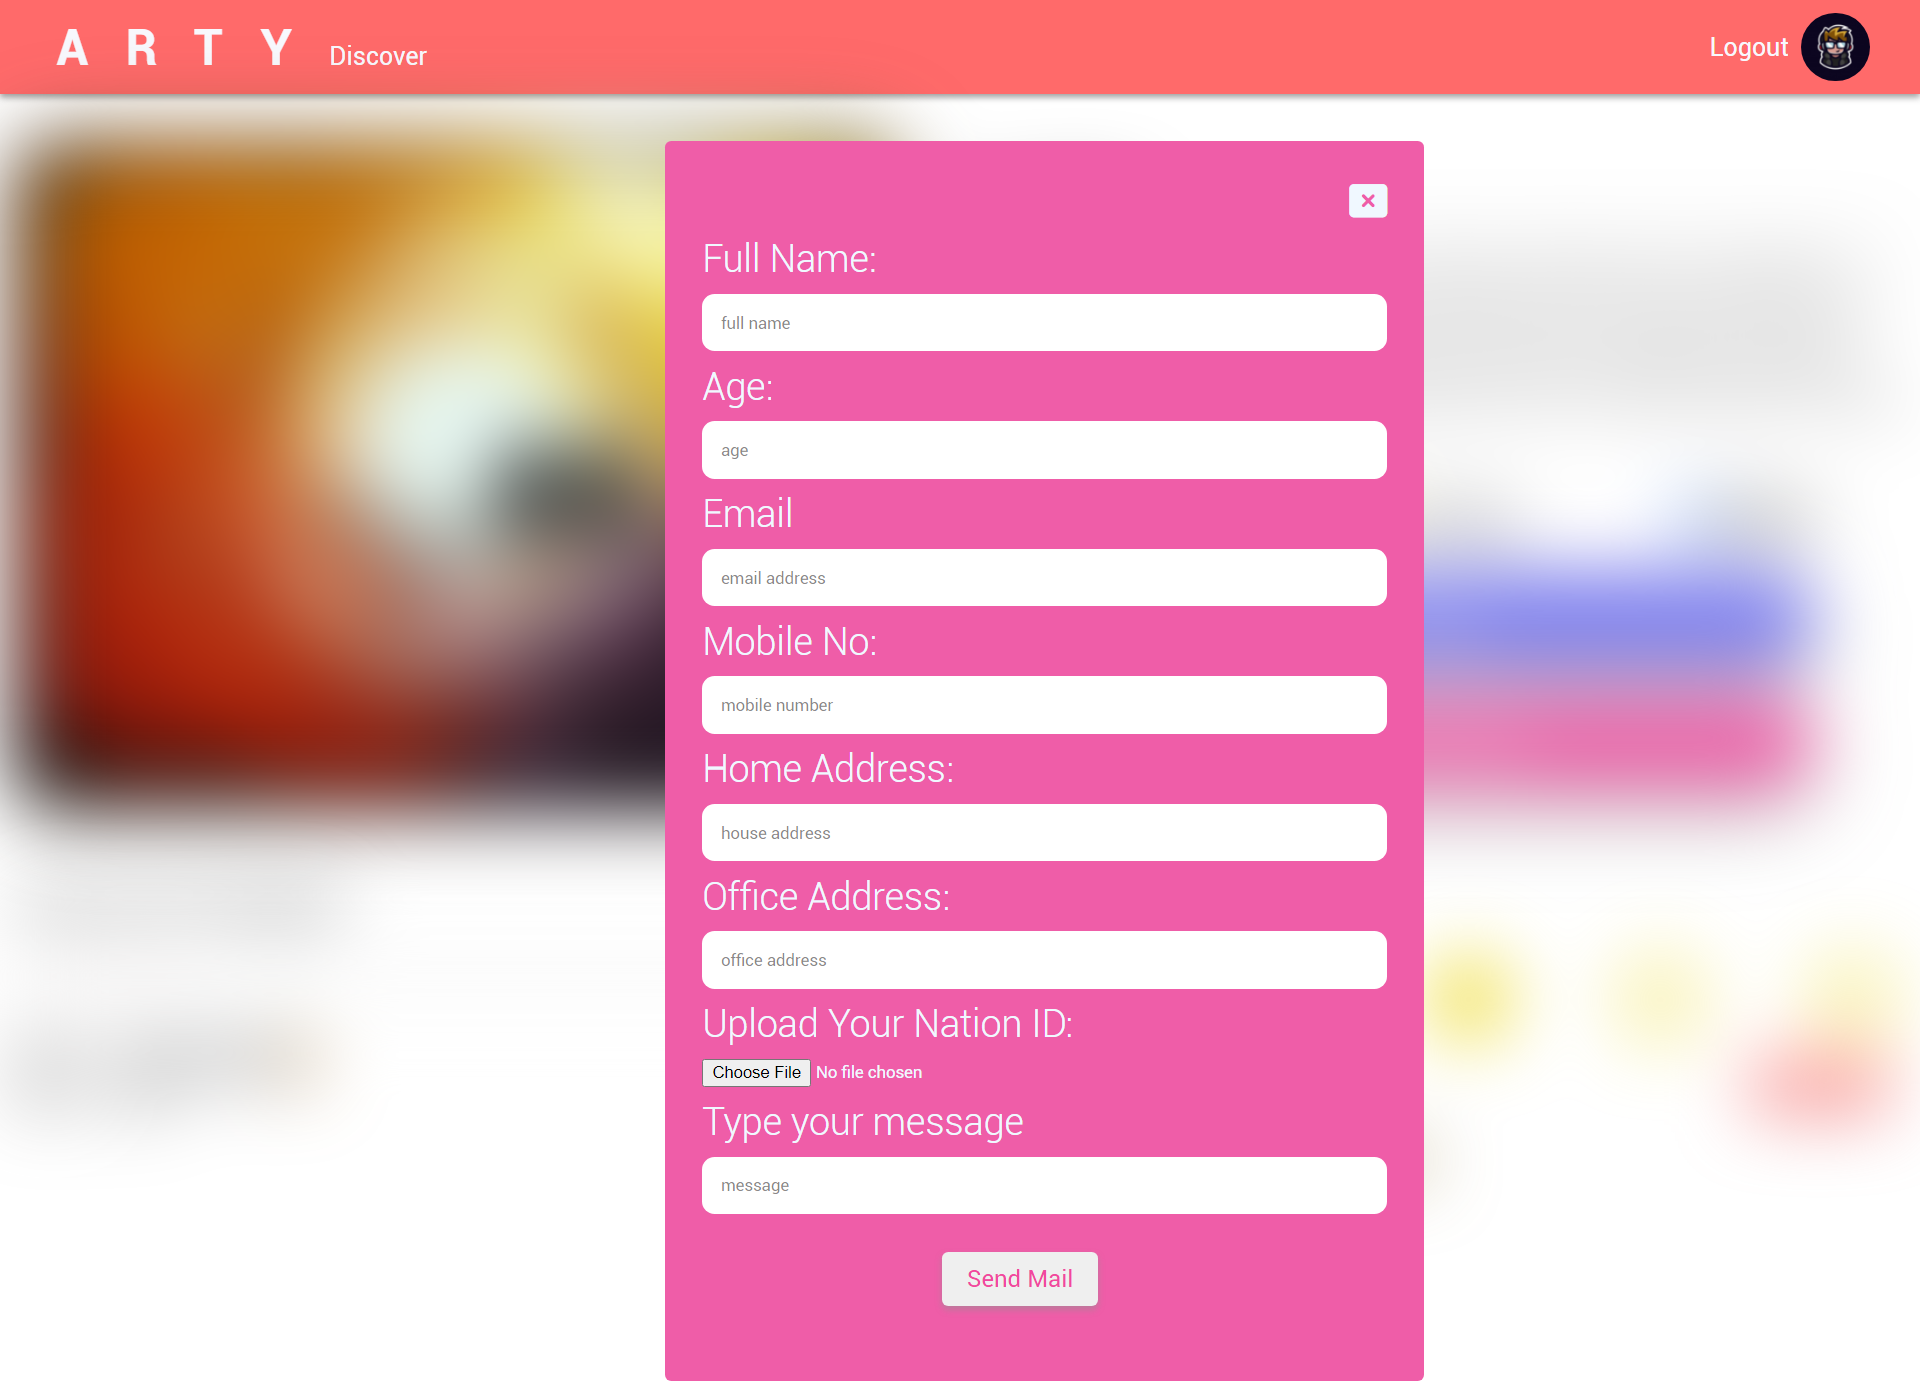 A R T Y Discover Logout
Full Name:
full name
Age:
age
Email
email address
Mobile No:
mobile number
Home Address:
house address
Office Address:
office address
Upload Your Nation ID:
Choose File No file chosen
Type your message
message
Send Mail